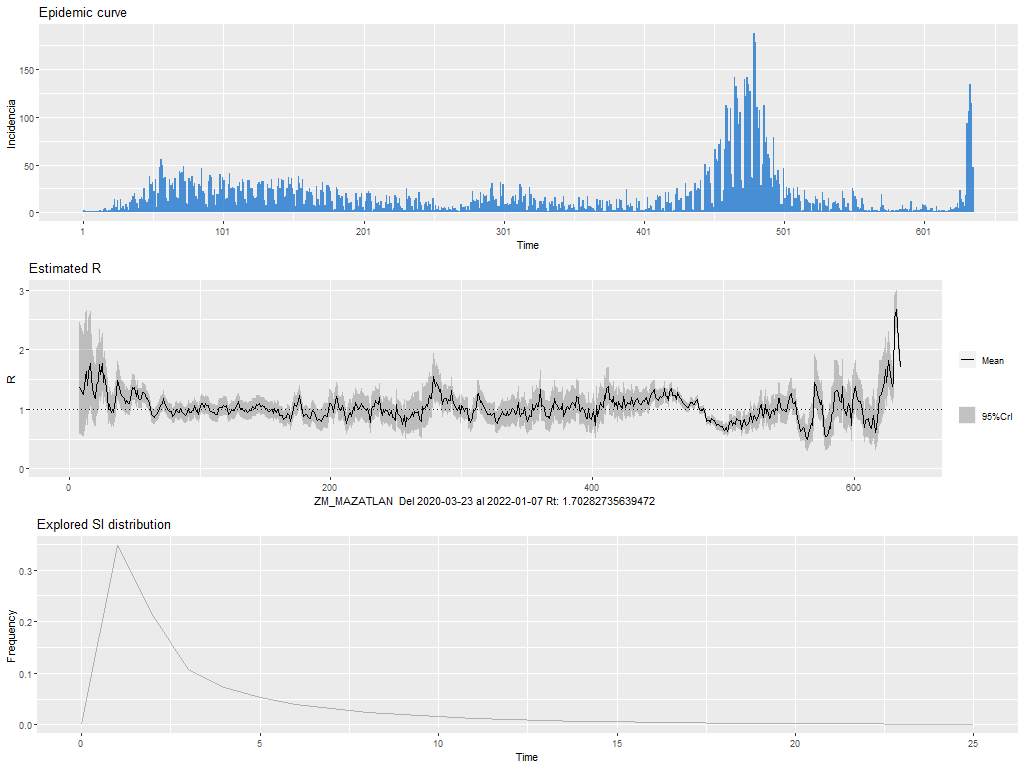 Epidemic curve
Incidencia
150
100
50
0
1
101
201
301
401
501
601
Time
Estimated R
R
3
2
1
0
0
200
400
600
Mean
95%CrI
ZM_MAZATLAN Del 2020-03-23 al 2022-01-07 Rt: 1.70282735639472
Explored SI distribution
Frequency
0.3
0.2
0.1
0.0
0
5
10
15
20
25
Time